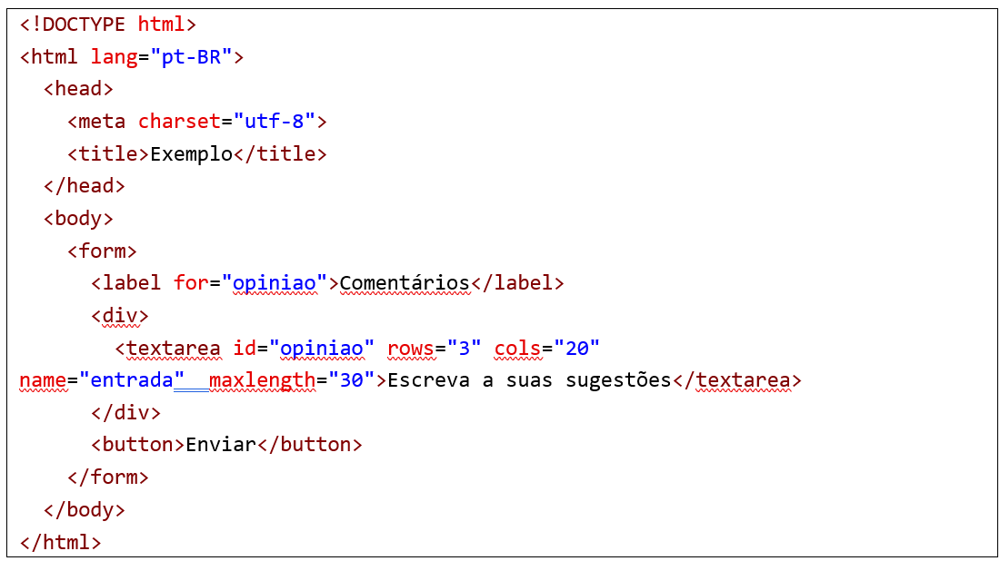 <!DOCTYPE html>
<html lang="pt-BR">
  <head>
    <meta charset="utf-8">
    <title>Exemplo</title>
  </head>
  <body>
    <form>
      <label for="opiniao">Comentários</label>
      <div>
        <textarea id="opiniao" rows="3" cols="20"
name="entrada"  maxlength="30">Escreva a suas sugestões</textarea>
      </div>
      <button>Enviar</button>
    </form>
  </body>
</html>